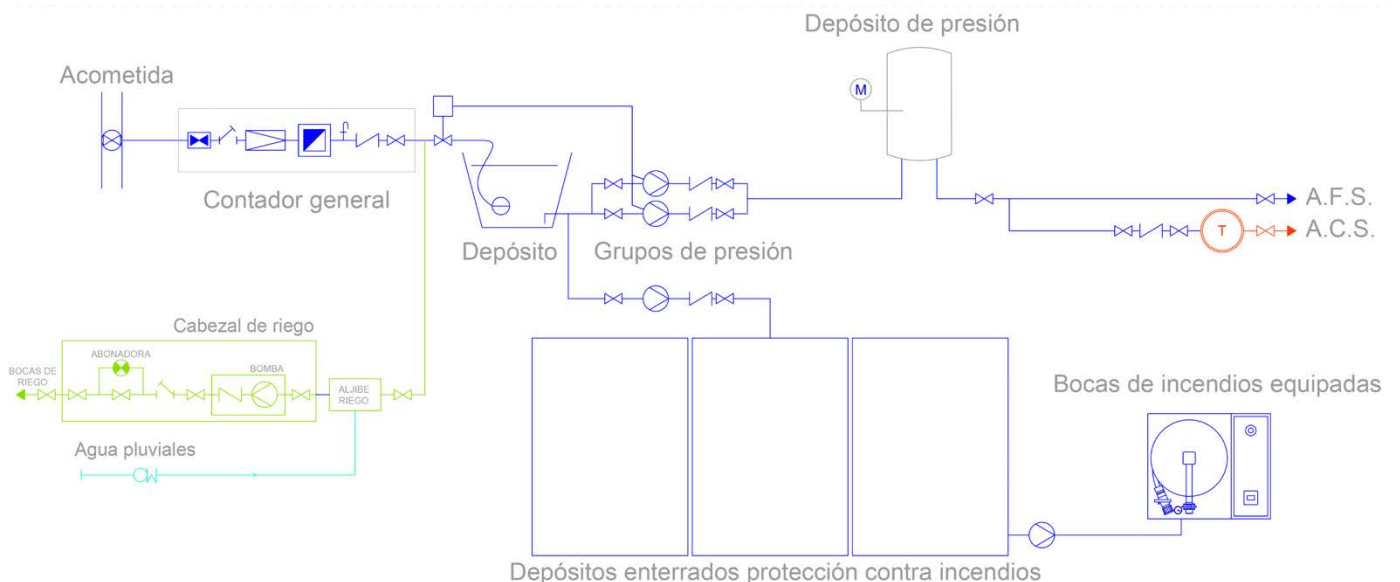 Depósito de presión
Acometida
M
Contador general
Depósito
Grupos de presión
A.F.S.
T
A.C.S.
Cabezal de riego
ABONADORA
BOMBA
BOCAS DE
RIEGO
ALJIBE
RIEGO
Agua pluviales
Bocas de incendios equipadas
Depósitos enterrados protección contra incendios